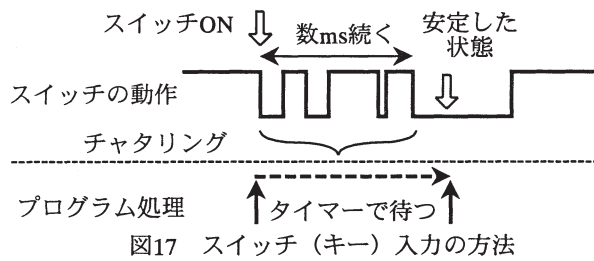 スイッチON
数ms続く
安定した
状態
スイッチの動作
チャタリング
プログラム処理
タイマーで待つ
図17 スイッチ（キー）入力の方法